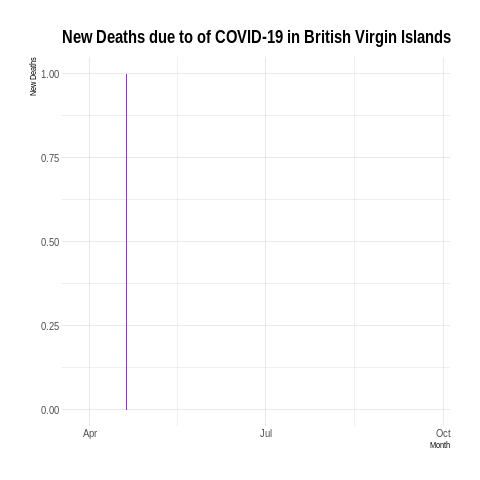 New Deaths due to of COVID-19 in British Virgin Islands
New Deaths
1.00
0.75
0.50
0.25
0.00
Apr Jul Oct
Month